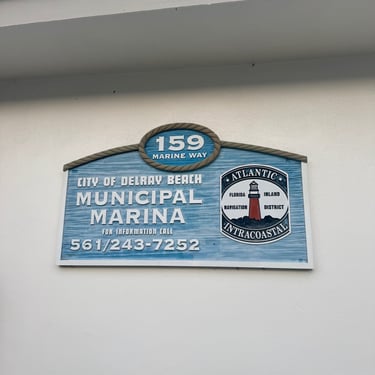 159
MARINE WAY
CITY OF DELRAY BEACH
MUNICIPAL
MARINA
FOR INFORMATION CALL
561/243-7252
ATLANTIC
FLORIDA INLAND
NAVIGATION DISTRICT
INTRACOASTAL